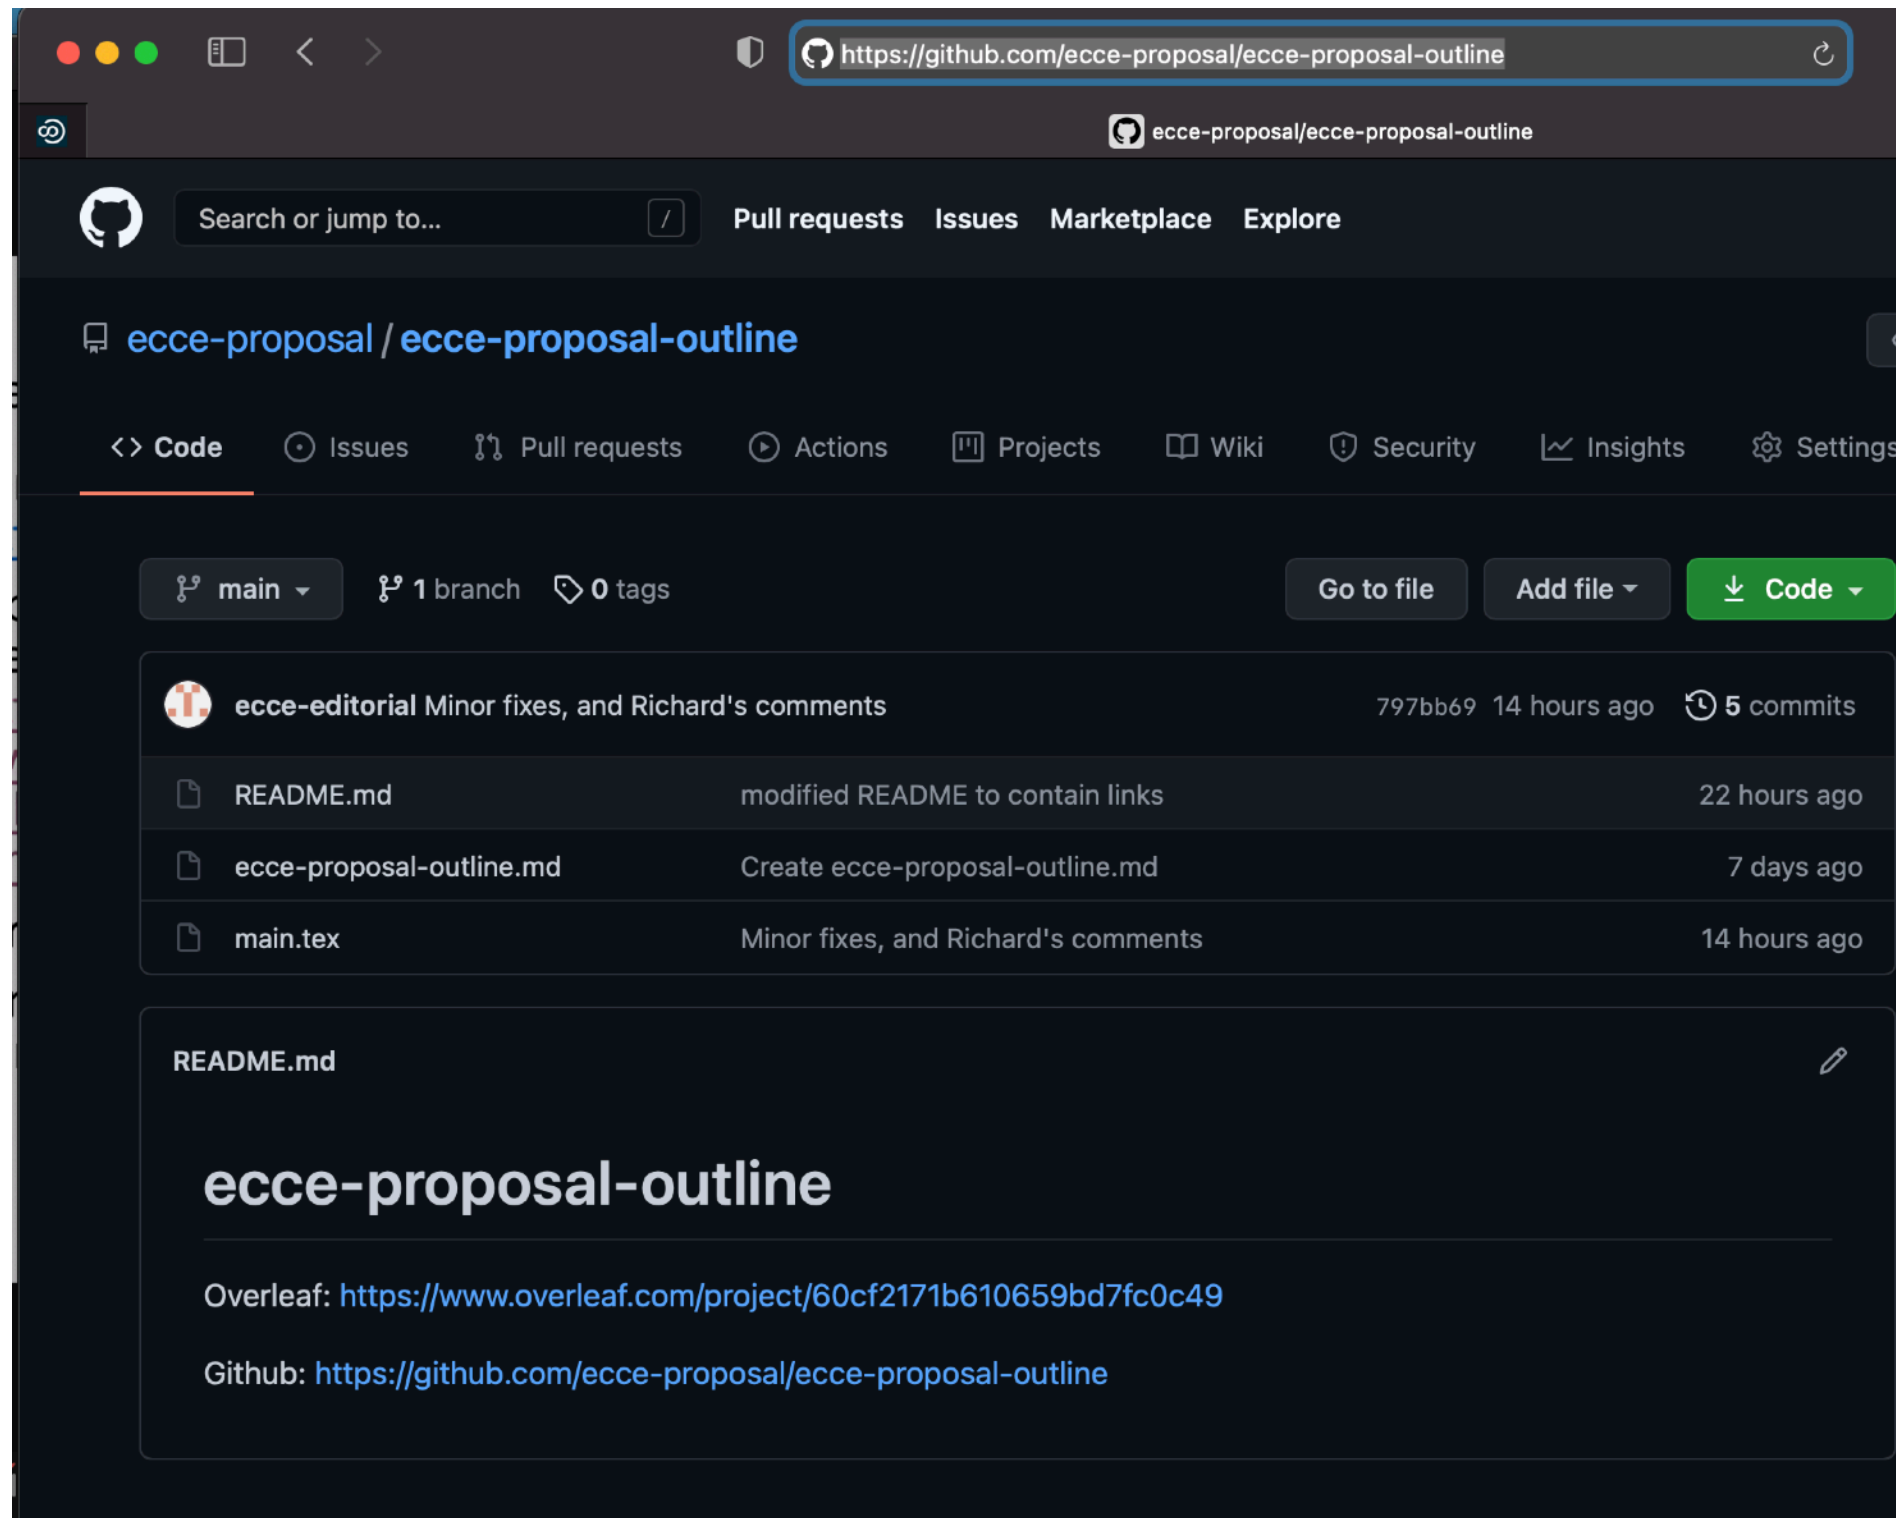 https://github.com/ecce-proposal/ecce-proposal-outline
ecce-proposal/ecce-proposal-outline
Search or jump to... / Pull requests Issues Marketplace Explore
ecce-proposal / ecce-proposal-outline
<> Code Issues Pull requests Actions Projects Wiki Security Insights Settings
main 1 branch 0 tags Go to file Add file Code
ecce-editorial Minor fixes, and Richard's comments 797bb69 14 hours ago 5 commits
README.md modified README to contain links 22 hours ago
ecce-proposal-outline.md Create ecce-proposal-outline.md 7 days ago
main.tex Minor fixes, and Richard's comments 14 hours ago
README.md
ecce-proposal-outline
Overleaf: https://www.overleaf.com/project/60cf2171b610659bd7fc0c49
Github: https://github.com/ecce-proposal/ecce-proposal-outline